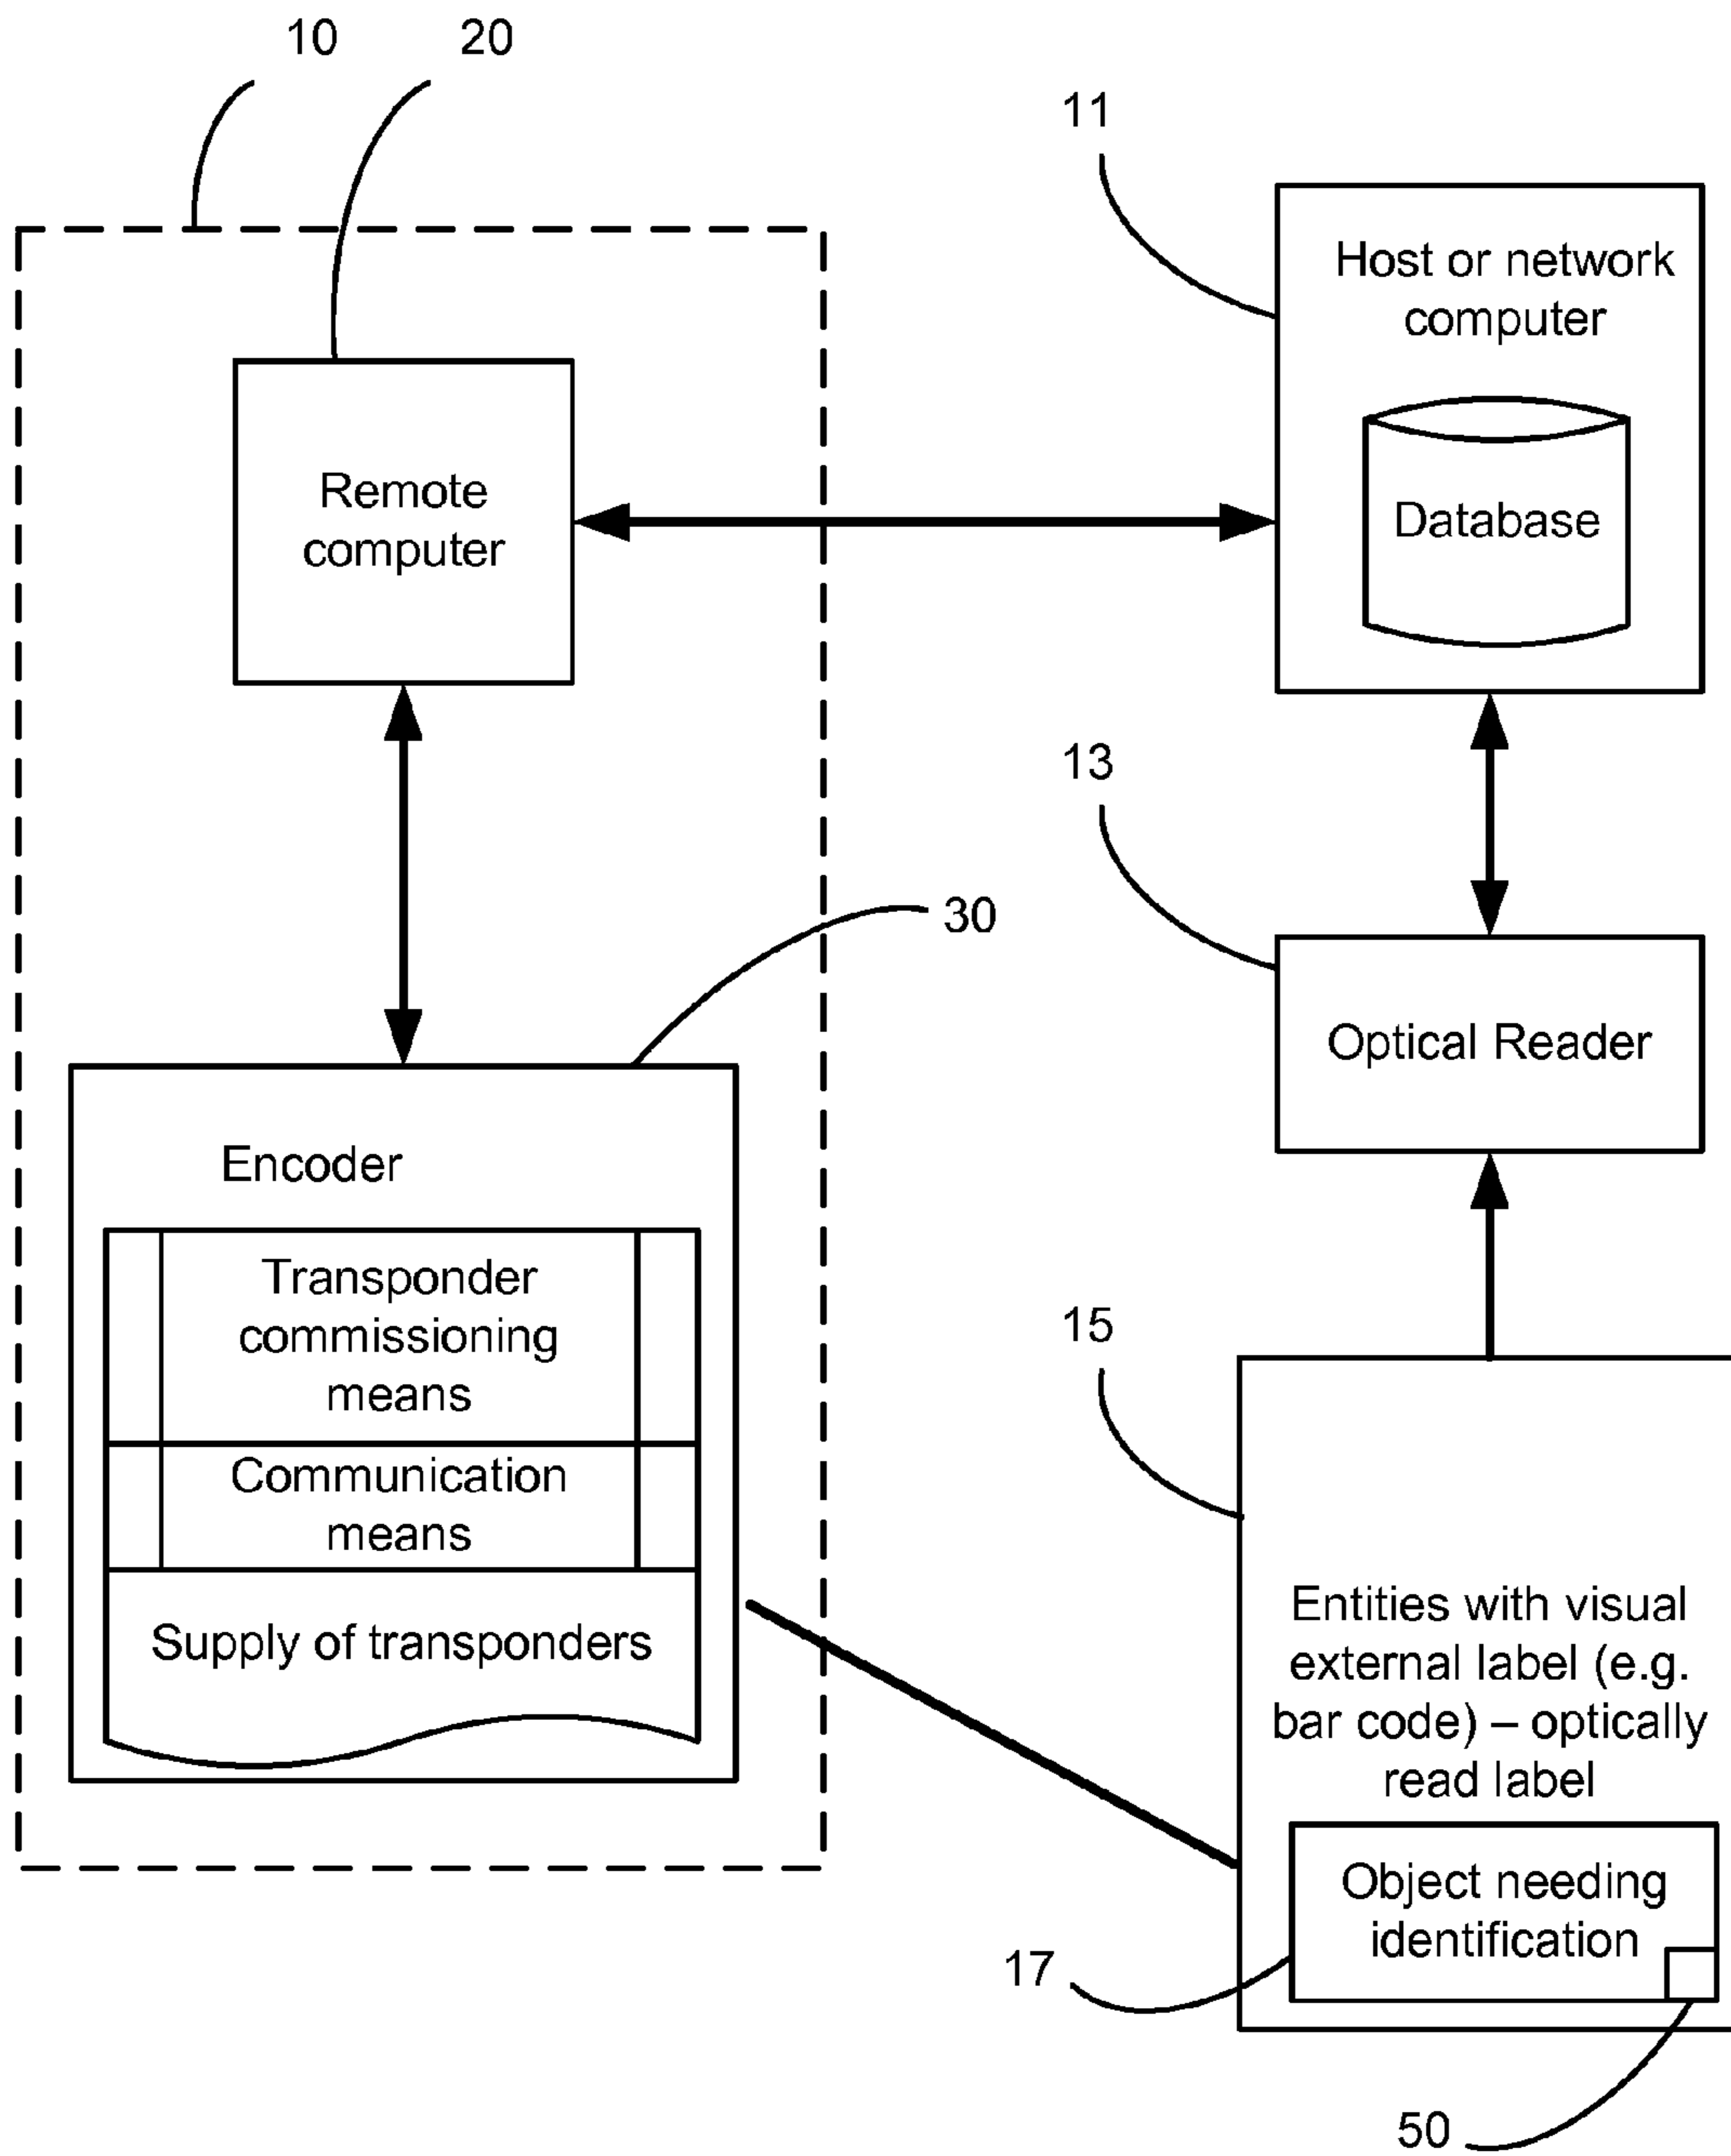 10
20
11
Host or network
computer
Database
Remote
computer
13
30
Optical Reader
Encoder
Transponder
commissioning
means
Communication
means
Supply of transponders
15
Entities with visual
external label (e.g.
bar code) – optically
read label
Object needing
identification
17
50